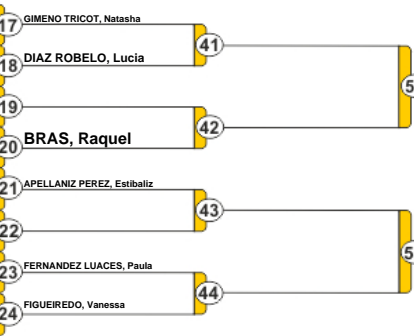 17 GIMENO TRICOT, Natasha
41
18 DIAZ ROBELO, Lucia
5
19
42
20 BRAS, Raquel
21 APELLANIZ PEREZ, Estibaliz
43
22
5
23 FERNANDEZ LUACES, Paula
44
24 FIGUEIREDO, Vanessa